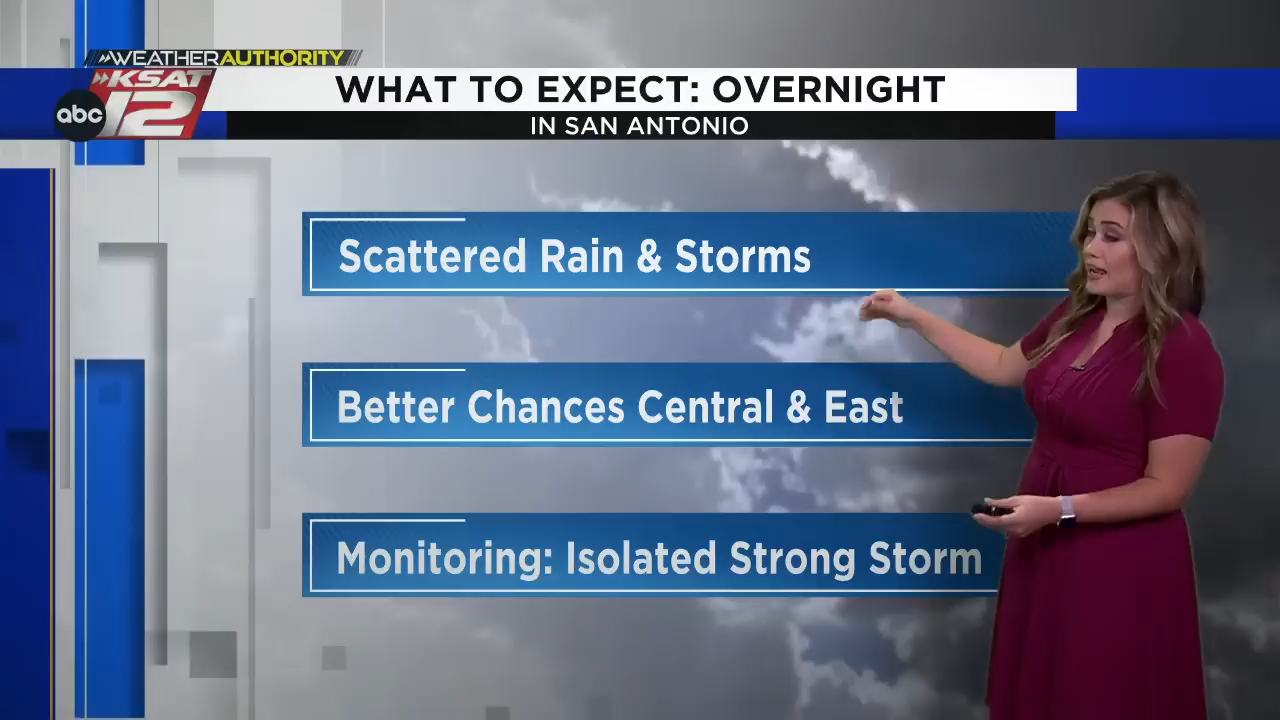 WEATHERAUTHORITY
KSAT
abc
12
WHAT TO EXPECT: OVERNIGHT
IN SAN ANTONIO
Scattered Rain & Storms
Better Chances Central & East
Monitoring: Isolated Strong Storm